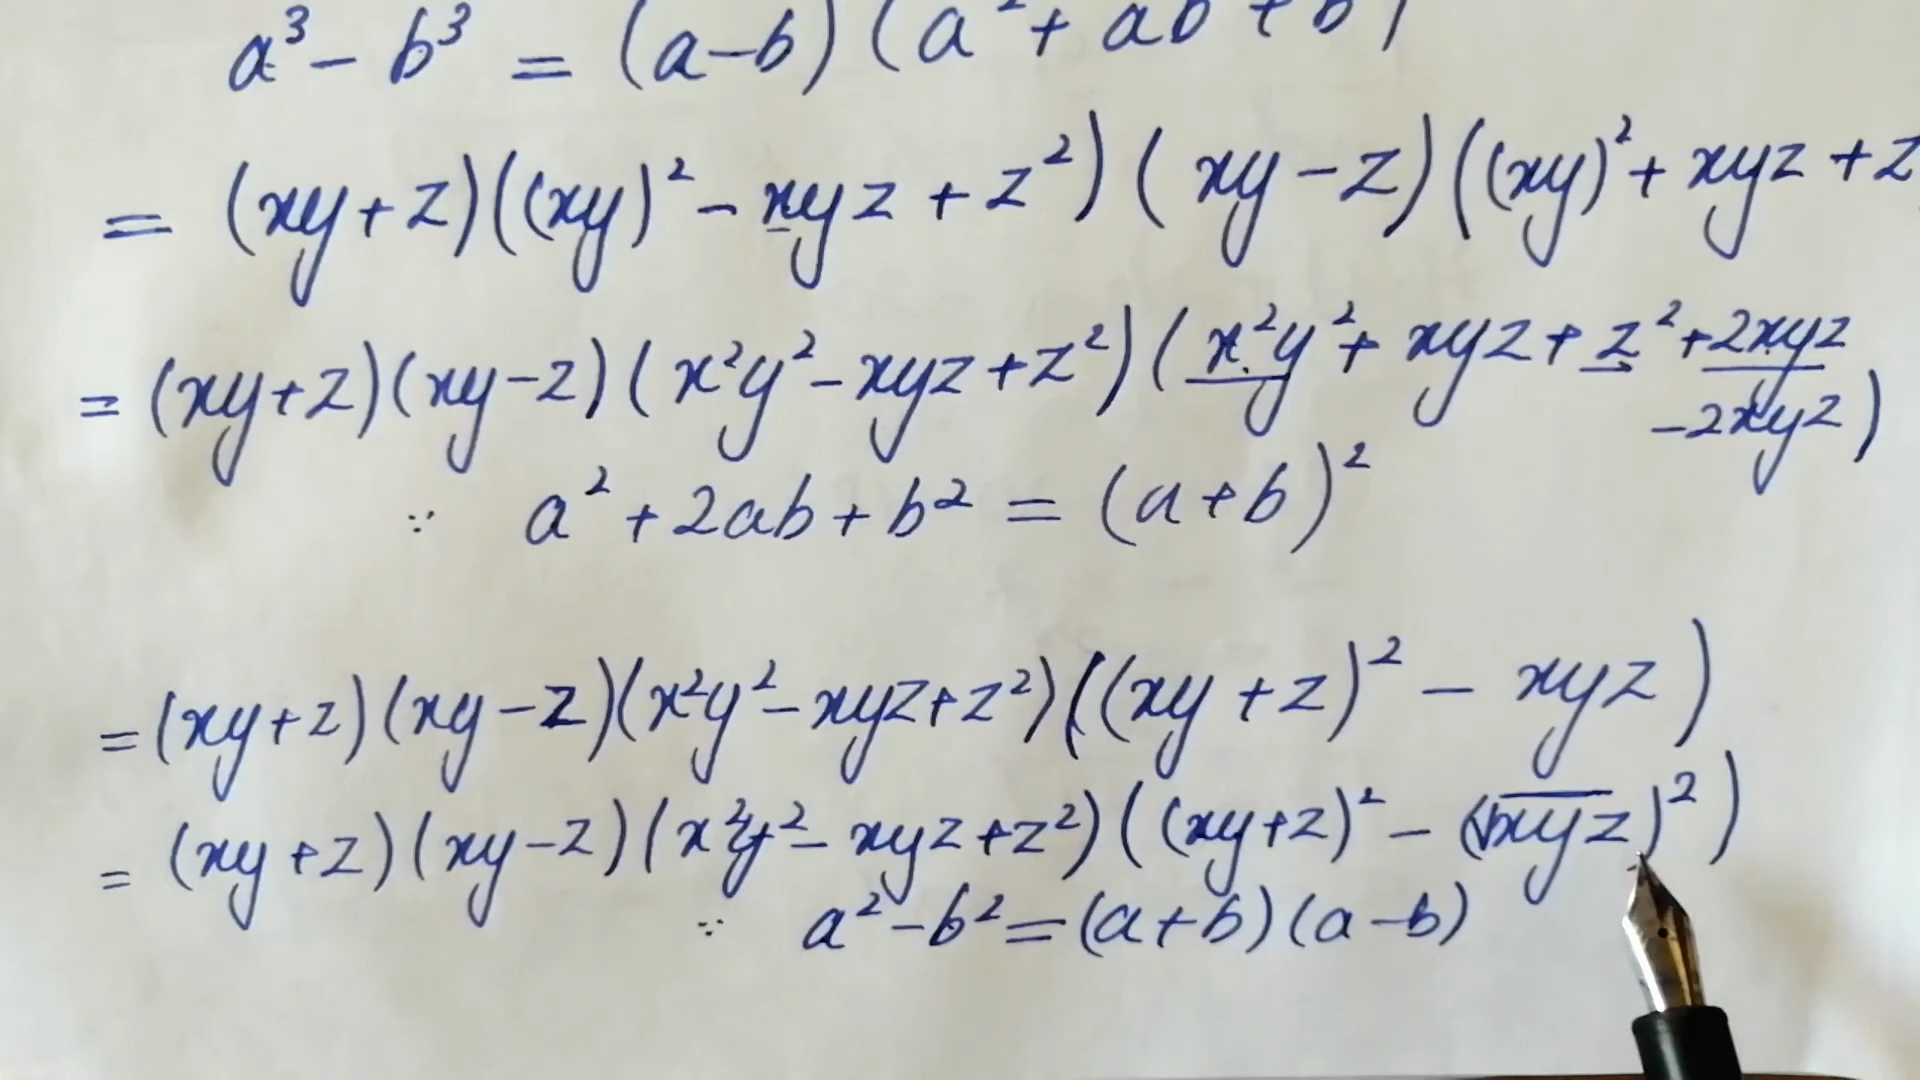 a³ - b³ = (a-b)(a² + ab + b
= (xy+z)((xy)² - xyz + z²)(xy-z)((xy)² + xyz + z
= (xy+z)(xy-z)(x²y² - xyz + z²)(x²y² + xyz + z² + 2xyz
-2xyz)
∵ a² + 2ab + b² = (a+b)²
= (xy+z)(xy-z)(x²y² - xyz + z²)((xy+z)² - xyz)
= (xy+z)(xy-z)(x²y² - xyz + z²)((xy+z)² - (√xyz)²)
∵ a² - b² = (a+b)(a-b)